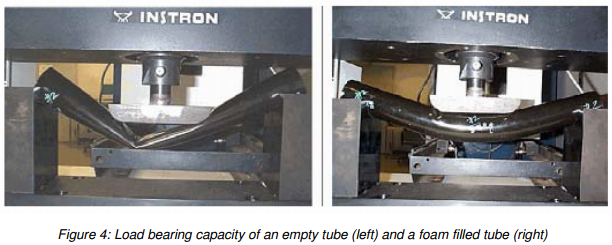 INSTRON
INSTRON
Figure 4: Load bearing capacity of an empty tube (left) and a foam filled tube (right)